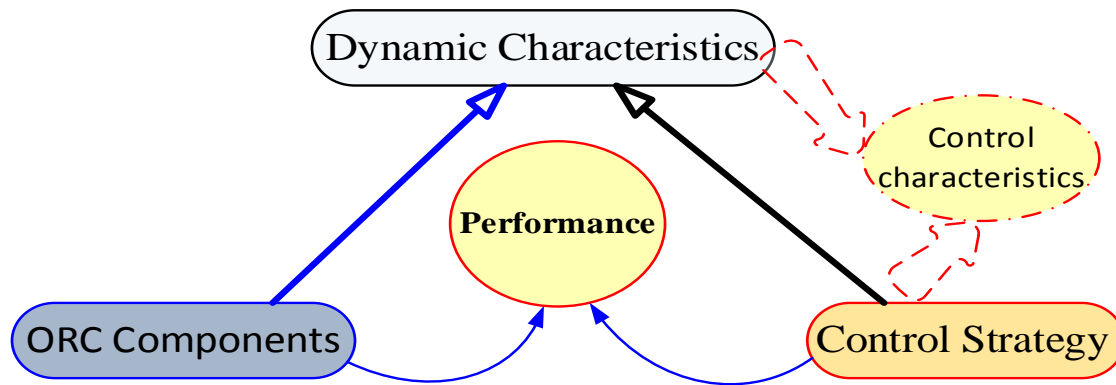 Dynamic Characteristics
Control
characteristics
Performance
ORC Components
Control Strategy